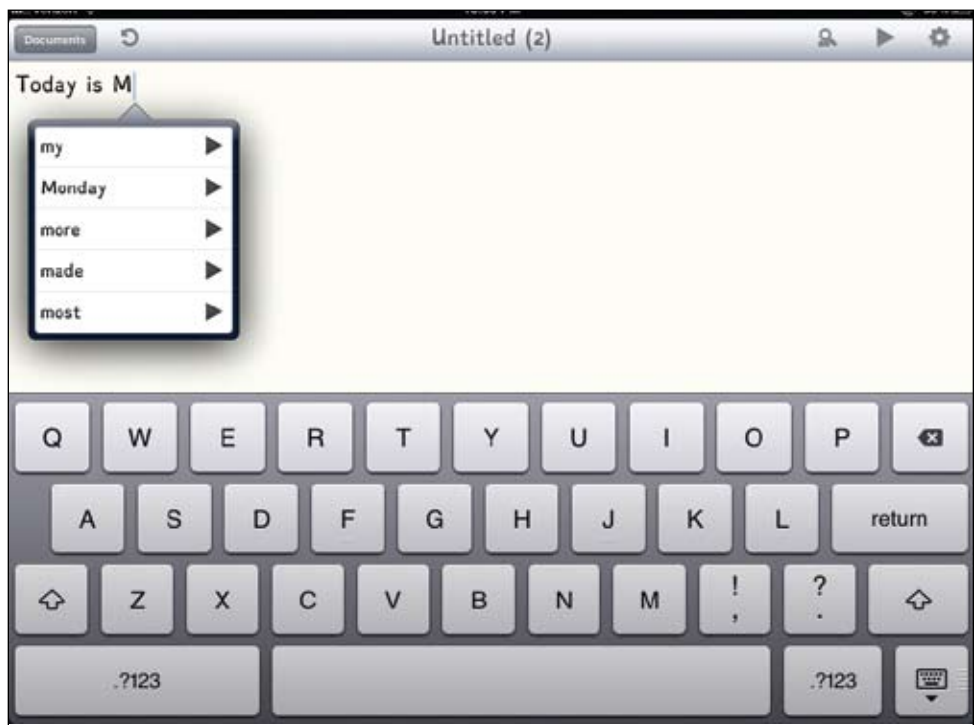 Documents
Untitled (2)
Today is M
my
Monday
more
made
most
Q W E R T Y U I O P
A S D F G H J K L return
Z X C V B N M ! , ? .
.?123 .?123